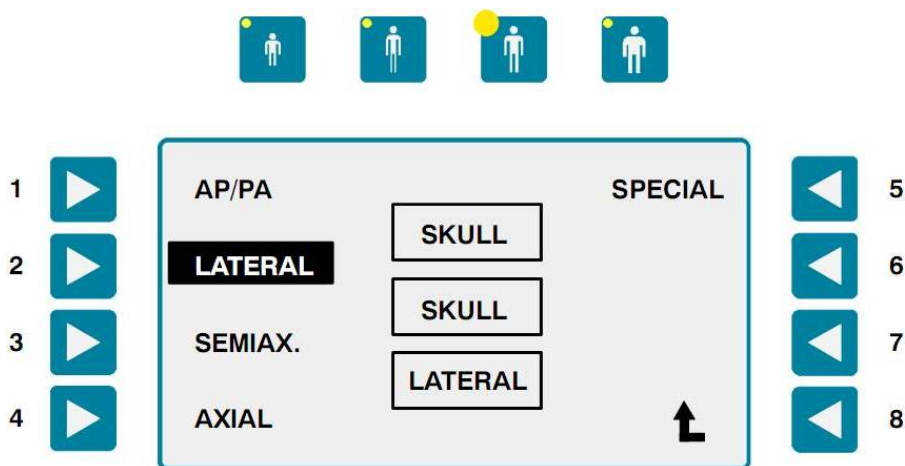 1 AP/PA SPECIAL 5
SKULL
2 LATERAL 6
SKULL
3 SEMIAX. 7
LATERAL
4 AXIAL 8